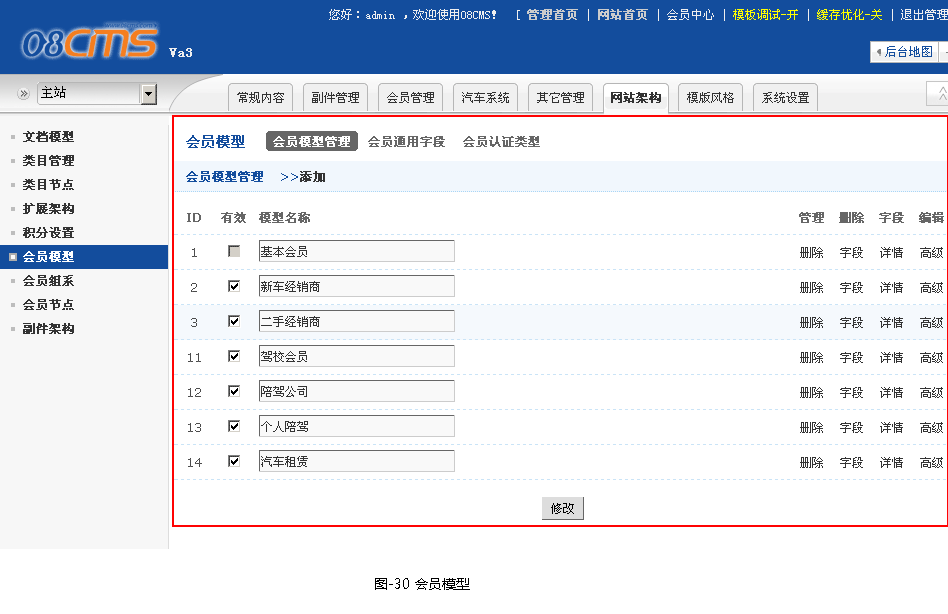 您好：admin ，欢迎使用08CMS! [ 管理首页 | 网站首页 | 会员中心 | 模板调试-开 | 缓存优化-关 | 退出管理
www.08cms.com
08CMS Va3
后台地图
主站
常规内容 副件管理 会员管理 汽车系统 其它管理 网站架构 模版风格 系统设置
文档模型
类目管理
类目节点
扩展架构
积分设置
会员模型
会员组系
会员节点
副件架构
会员模型 会员模型管理 会员通用字段 会员认证类型
会员模型管理 >>添加
ID 有效 模型名称 管理 删除 字段 编辑
1 基本会员 删除 字段 详情 高级
2 新车经销商 删除 字段 详情 高级
3 二手经销商 删除 字段 详情 高级
11 驾校会员 删除 字段 详情 高级
12 陪驾公司 删除 字段 详情 高级
13 个人陪驾 删除 字段 详情 高级
14 汽车租赁 删除 字段 详情 高级
修改
图-30 会员模型